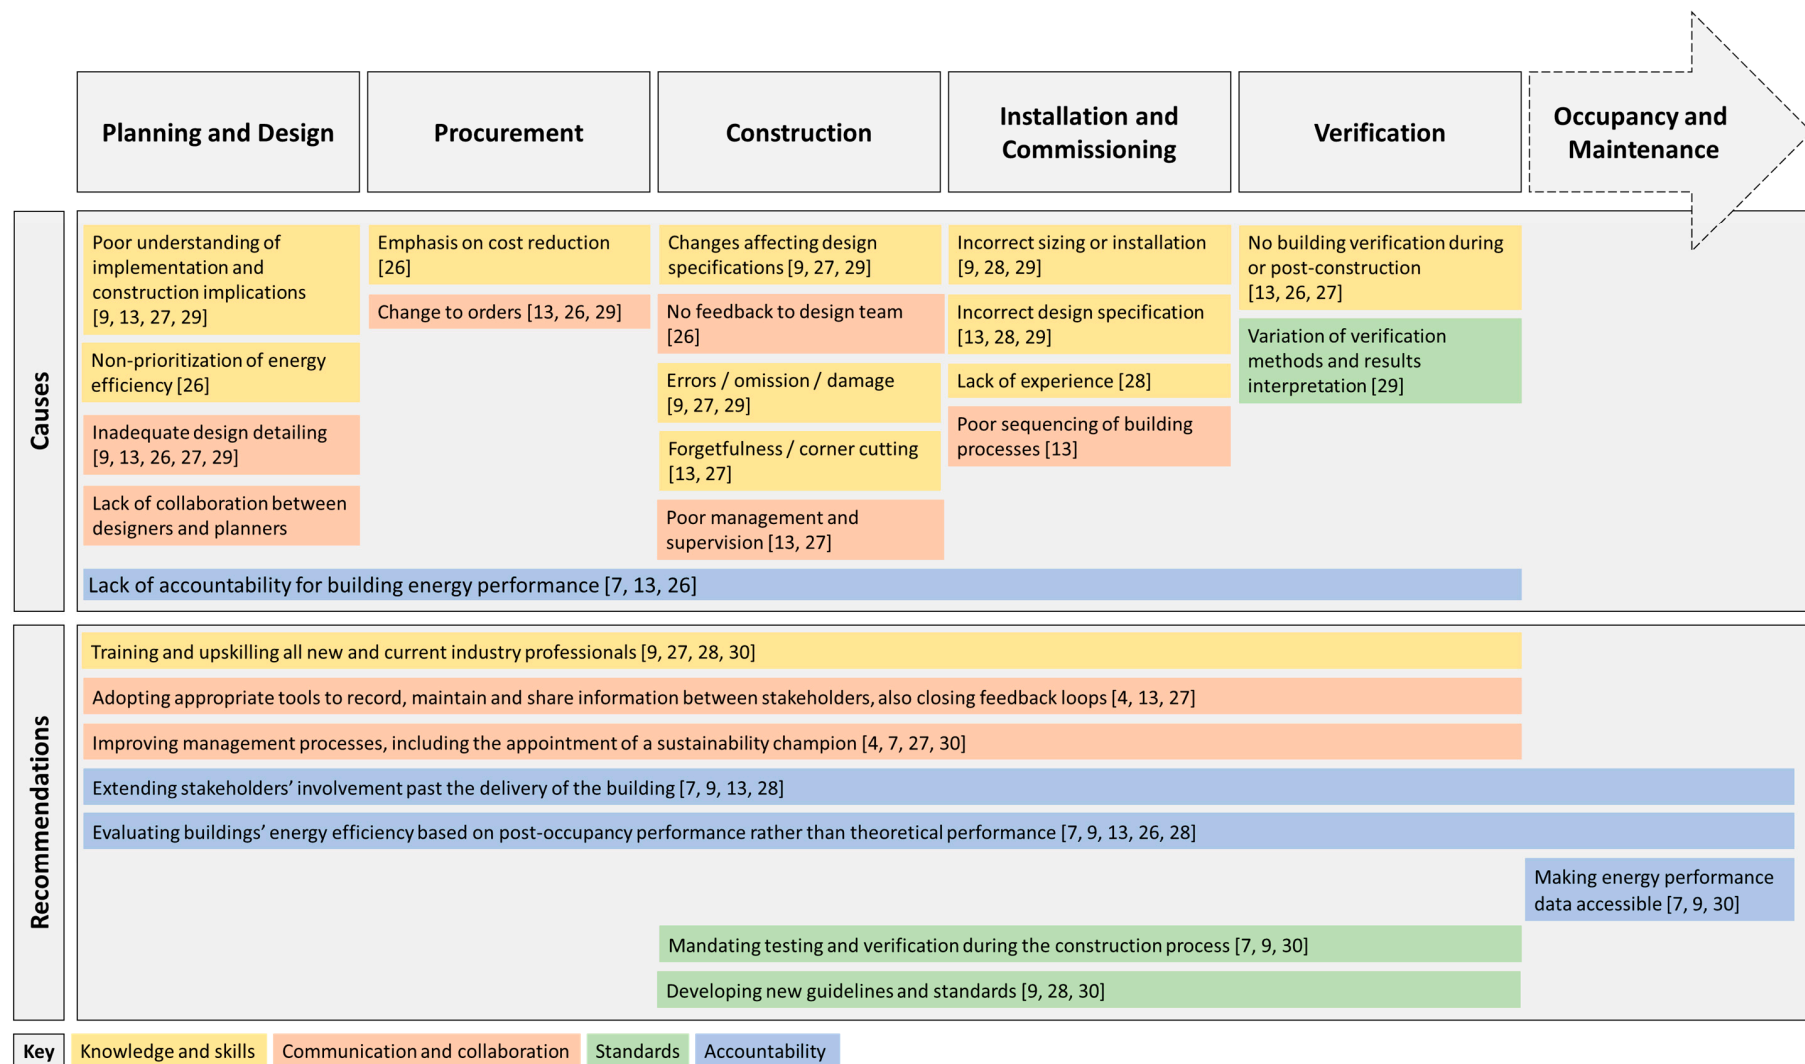 Planning and Design
Procurement
Construction
Installation and
Commissioning
Verification
Occupancy and
Maintenance
Causes
Poor understanding of
implementation and
construction implications
[9, 13, 27, 29]
Non-prioritization of energy
efficiency [26]
Inadequate design detailing
[9, 13, 26, 27, 29]
Lack of collaboration between
designers and planners
Emphasis on cost reduction
[26]
Change to orders [13, 26, 29]
Changes affecting design
specifications [9, 27, 29]
No feedback to design team
[26]
Errors / omission / damage
[9, 27, 29]
Forgetfulness / corner cutting
[13, 27]
Poor management and
supervision [13, 27]
Incorrect sizing or installation
[9, 28, 29]
Incorrect design specification
[13, 28, 29]
Lack of experience [28]
Poor sequencing of building
processes [13]
No building verification during
or post-construction
[13, 26, 27]
Variation of verification
methods and results
interpretation [29]
Lack of accountability for building energy performance [7, 13, 26]
Recommendations
Training and upskilling all new and current industry professionals [9, 27, 28, 30]
Adopting appropriate tools to record, maintain and share information between stakeholders, also closing feedback loops [4, 13, 27]
Improving management processes, including the appointment of a sustainability champion [4, 7, 27, 30]
Extending stakeholders’ involvement past the delivery of the building [7, 9, 13, 28]
Evaluating buildings’ energy efficiency based on post-occupancy performance rather than theoretical performance [7, 9, 13, 26, 28]
Making energy performance
data accessible [7, 9, 30]
Mandating testing and verification during the construction process [7, 9, 30]
Developing new guidelines and standards [9, 28, 30]
Key
Knowledge and skills
Communication and collaboration
Standards
Accountability